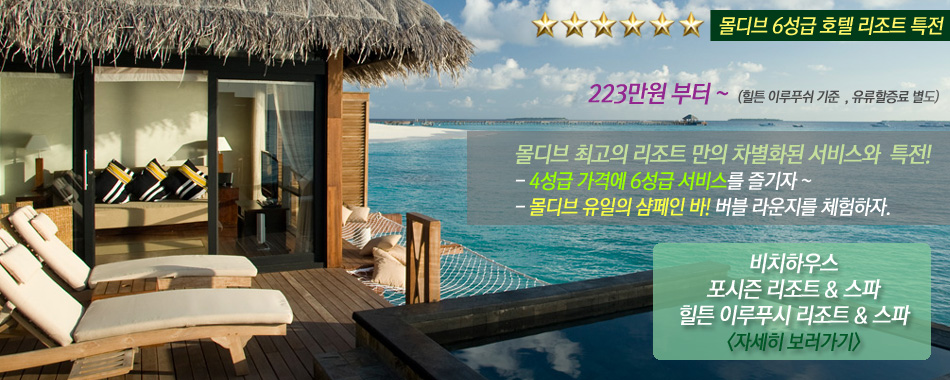 몰디브 6성급 호텔 리조트 특전
223만원 부터 ~ (힐튼 이루푸쉬 기준 , 유류할증료 별도)
몰디브 최고의 리조트 만의 차별화된 서비스와 특전!
- 4성급 가격에 6성급 서비스를 즐기자 ~
- 몰디브 유일의 샴페인 바! 버블 라운지를 체험하자.
비치하우스
포시즌 리조트 & 스파
힐튼 이루푸시 리조트 & 스파
<자세히 보러가기>